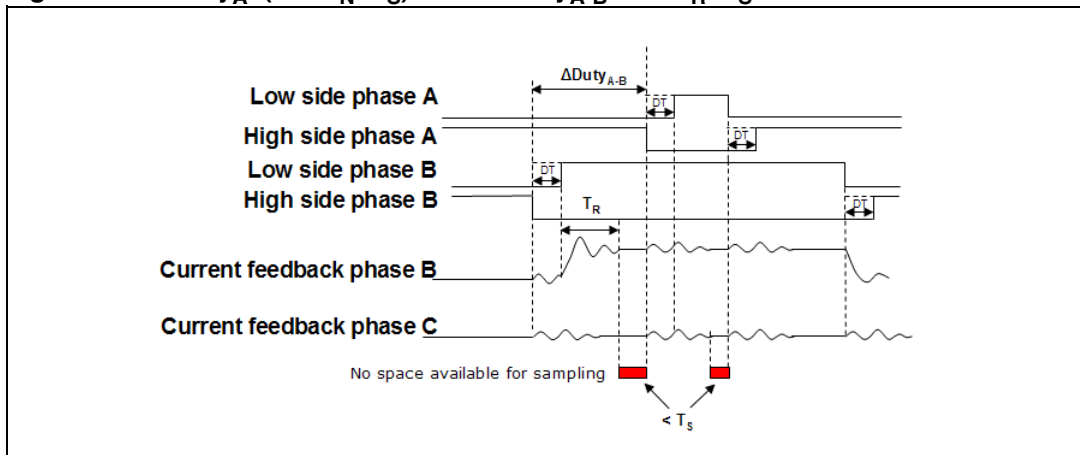 ΔDuty A-B
Low side phase A
DT
High side phase A
DT
Low side phase B
DT
High side phase B
DT
TR
Current feedback phase B
Current feedback phase C
No space available for sampling
< TS